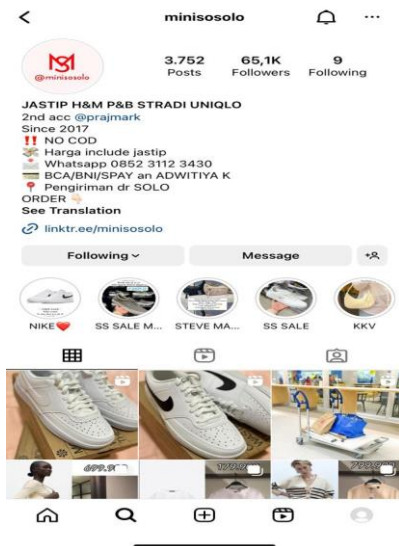 minisosolo
SM
@minisosolo
3.752
Posts
65,1K
Followers
9
Following
JASTIP H&M P&B STRADI UNIQLO
2nd acc @prajmark
Since 2017
‼️ NO COD
Harga include jastip
Whatsapp 0852 3112 3430
BCA/BNI/SPAY an ADWITIYA K
Pengiriman dr SOLO
ORDER
See Translation
linktr.ee/minisosolo
Following
Message
NIKE
SS SALE M...
STEVE MA...
SS SALE
KKV